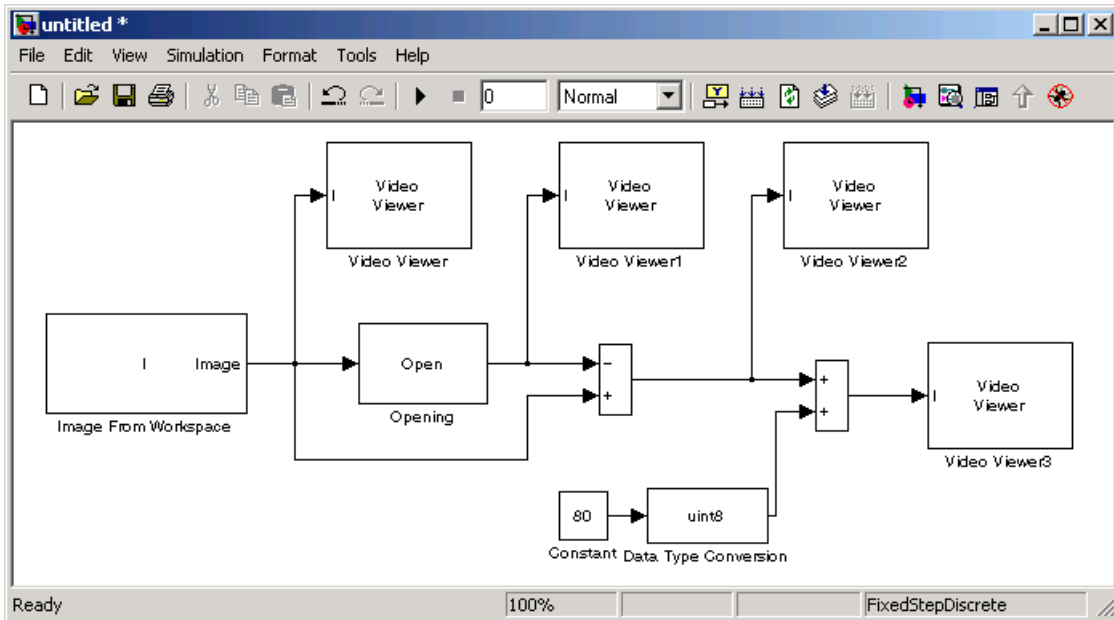 untitled *
File Edit View Simulation Format Tools Help
0 Normal
Video
Viewer
Video Viewer
I
Video
Viewer
Video Viewer1
I
Video
Viewer
Video Viewer2
I
I Image
Image From Workspace
Open
Opening
−
+
+
+
I
Video
Viewer
Video Viewer3
80
Constant
uint8
Data Type Conversion
Ready 100% FixedStepDiscrete